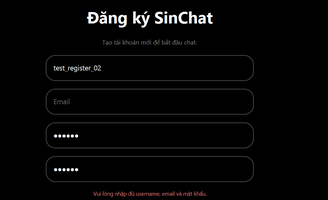 Đăng ký SinChat
Tạo tài khoản mới để bắt đầu chat.
test_register_02
Email
●●●●●●
●●●●●●
Vui lòng nhập đủ username, email và mật khẩu.